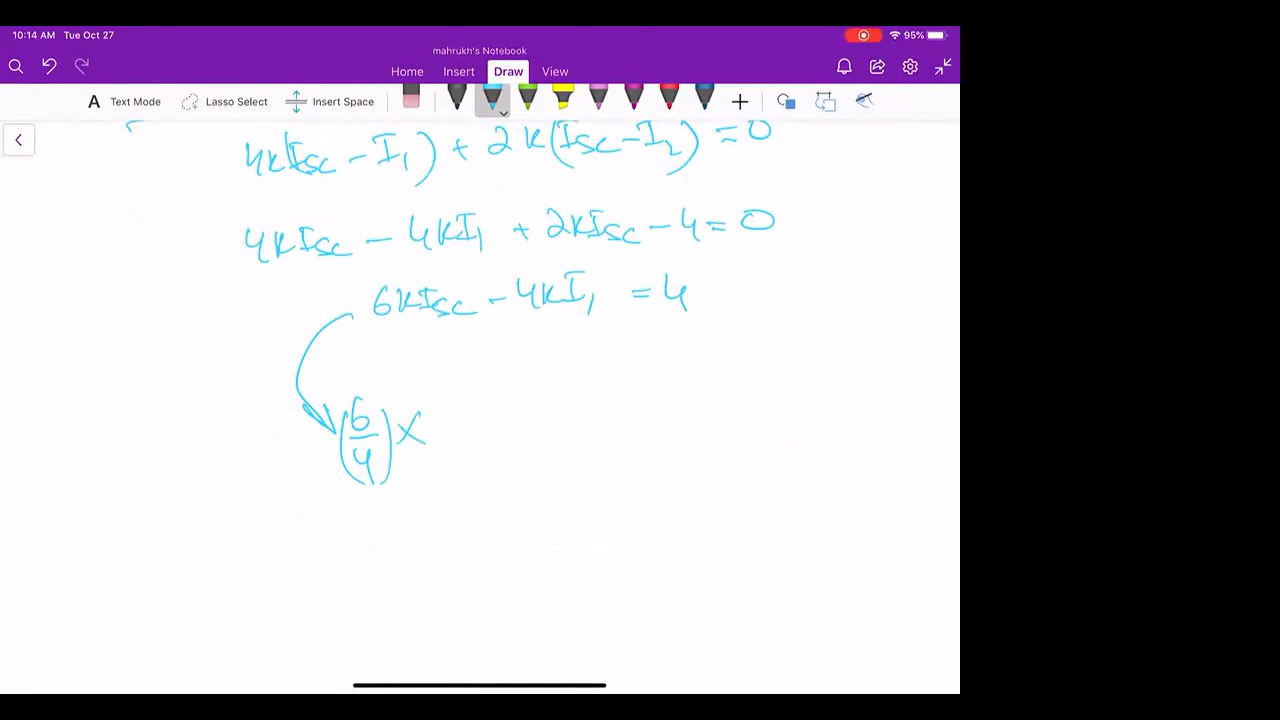 10:14 AM Tue Oct 27
95%
mahrukh's Notebook
Home Insert Draw View
A Text Mode Lasso Select Insert Space
4k(Isc - I₁) + 2k(Isc - I₂) = 0
4kIsc - 4kI₁ + 2kIsc - 4 = 0
6kIsc - 4kI₁ = 4
(6/4) ×